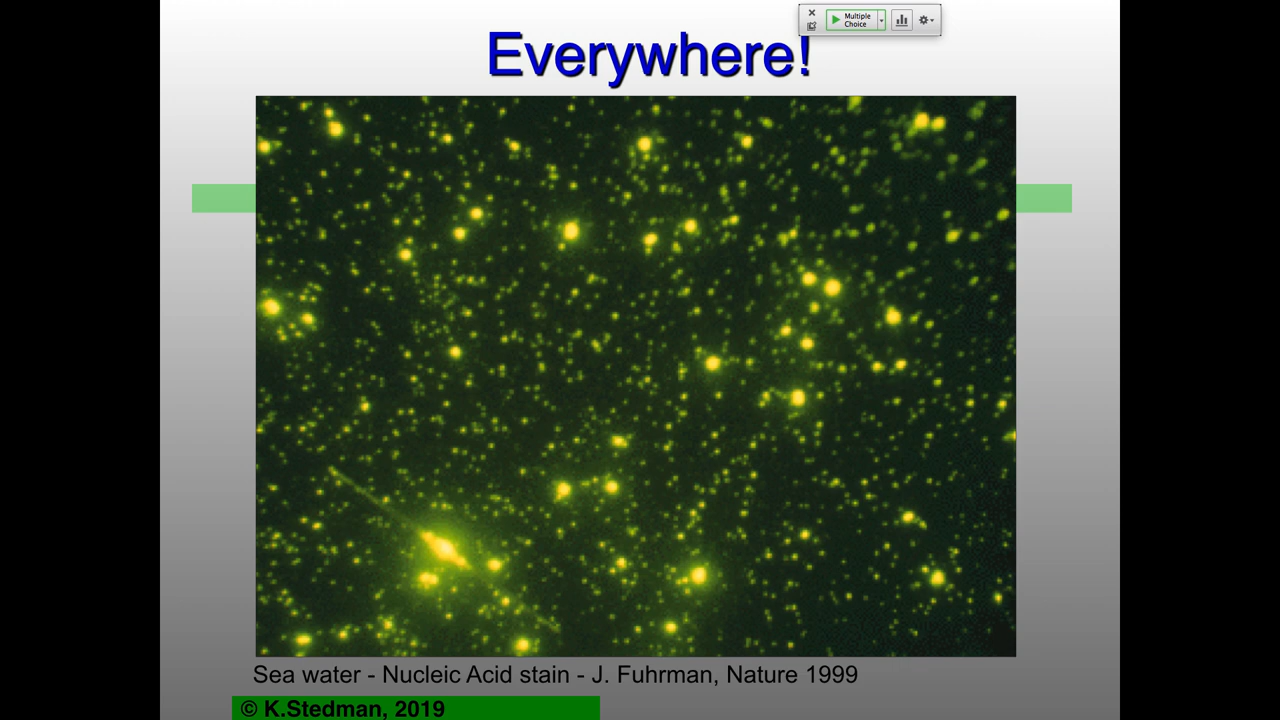 Multiple
Choice
Everywhere!
Sea water - Nucleic Acid stain - J. Fuhrman, Nature 1999
© K.Stedman, 2019